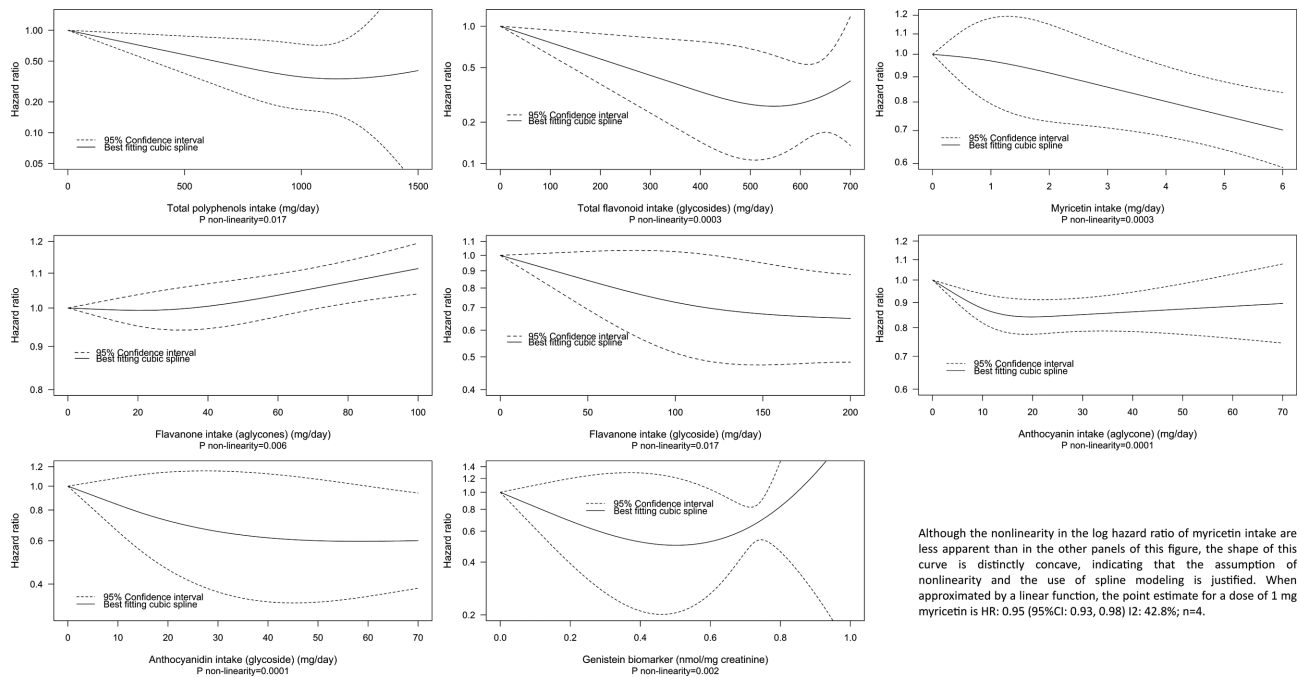 Hazard ratio
1.00
0.50
0.20
0.10
0.05
95% Confidence interval
Best fitting cubic spline
0 500 1000 1500
Total polyphenols intake (mg/day)
P non-linearity=0.017
Hazard ratio
1.0
0.5
0.2
0.1
95% Confidence interval
Best fitting cubic spline
0 100 200 300 400 500 600 700
Total flavonoid intake (glycosides) (mg/day)
P non-linearity=0.0003
Hazard ratio
1.2
1.1
1.0
0.9
0.8
0.7
0.6
95% Confidence interval
Best fitting cubic spline
0 1 2 3 4 5 6
Myricetin intake (mg/day)
P non-linearity=0.0003
Hazard ratio
1.2
1.1
1.0
0.9
0.8
95% Confidence interval
Best fitting cubic spline
0 20 40 60 80 100
Flavanone intake (aglycones) (mg/day)
P non-linearity=0.006
Hazard ratio
1.1
1.0
0.9
0.8
0.7
0.6
0.5
0.4
95% Confidence interval
Best fitting cubic spline
0 50 100 150 200
Flavanone intake (glycoside) (mg/day)
P non-linearity=0.017
Hazard ratio
1.2
1.1
1.0
0.9
0.8
0.7
0.6
95% Confidence interval
Best fitting cubic spline
0 10 20 30 40 50 60 70
Anthocyanin intake (aglycone) (mg/day)
P non-linearity=0.0001
Hazard ratio
1.2
1.0
0.8
0.6
0.4
95% Confidence interval
Best fitting cubic spline
0 10 20 30 40 50 60 70
Anthocyanidin intake (glycoside) (mg/day)
P non-linearity=0.0001
Hazard ratio
1.4
1.2
1.0
0.8
0.6
0.4
0.2
95% Confidence interval
Best fitting cubic spline
0.0 0.2 0.4 0.6 0.8 1.0
Genistein biomarker (nmol/mg creatinine)
P non-linearity=0.002
Although the nonlinearity in the log hazard ratio of myricetin intake are
less apparent than in the other panels of this figure, the shape of this
curve is distinctly concave, indicating that the assumption of
nonlinearity and the use of spline modeling is justified. When
approximated by a linear function, the point estimate for a dose of 1 mg
myricetin is HR: 0.95 (95%CI: 0.93, 0.98) I2: 42.8%; n=4.